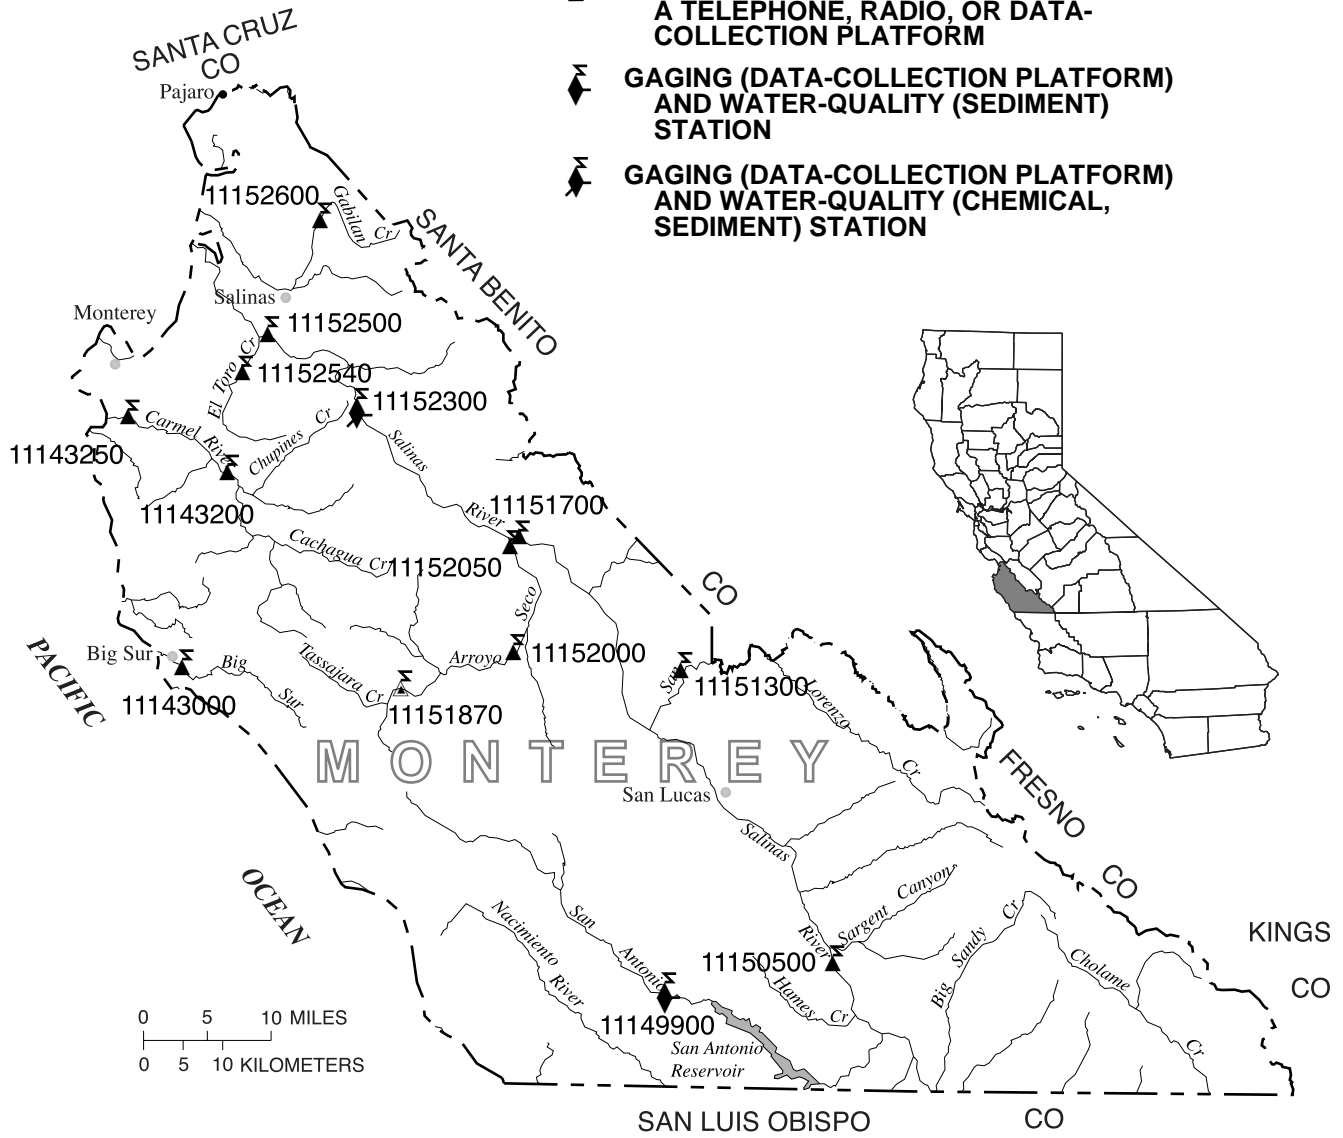 A TELEPHONE, RADIO, OR DATA-
COLLECTION PLATFORM
GAGING (DATA-COLLECTION PLATFORM)
AND WATER-QUALITY (SEDIMENT)
STATION
GAGING (DATA-COLLECTION PLATFORM)
AND WATER-QUALITY (CHEMICAL,
SEDIMENT) STATION
SANTA CRUZ
CO
Pajaro
11152600
Gabilan
Cr
SANTA BENITO
Salinas
Monterey
11152500
El Toro Cr
11152540
11152300
Carmel River
Chupines Cr
Salinas
11143250
11143200
River
11151700
Cachagua Cr
11152050
CO
Seco
Big Sur
Big
Sur
11143000
Tassajara Cr
Arroyo
11152000
San
11151300
Lorenzo
Cr
11151870
PACIFIC
MONTEREY
San Lucas
FRESNO
CO
Salinas
OCEAN
Nacimiento
River
San
Antonio
River
Sargent Canyon
Big Sandy Cr
Cholame
Cr
KINGS
CO
11150500
Hames
Cr
11149900
San Antonio
Reservoir
0 5 10 MILES
0 5 10 KILOMETERS
SAN LUIS OBISPO
CO